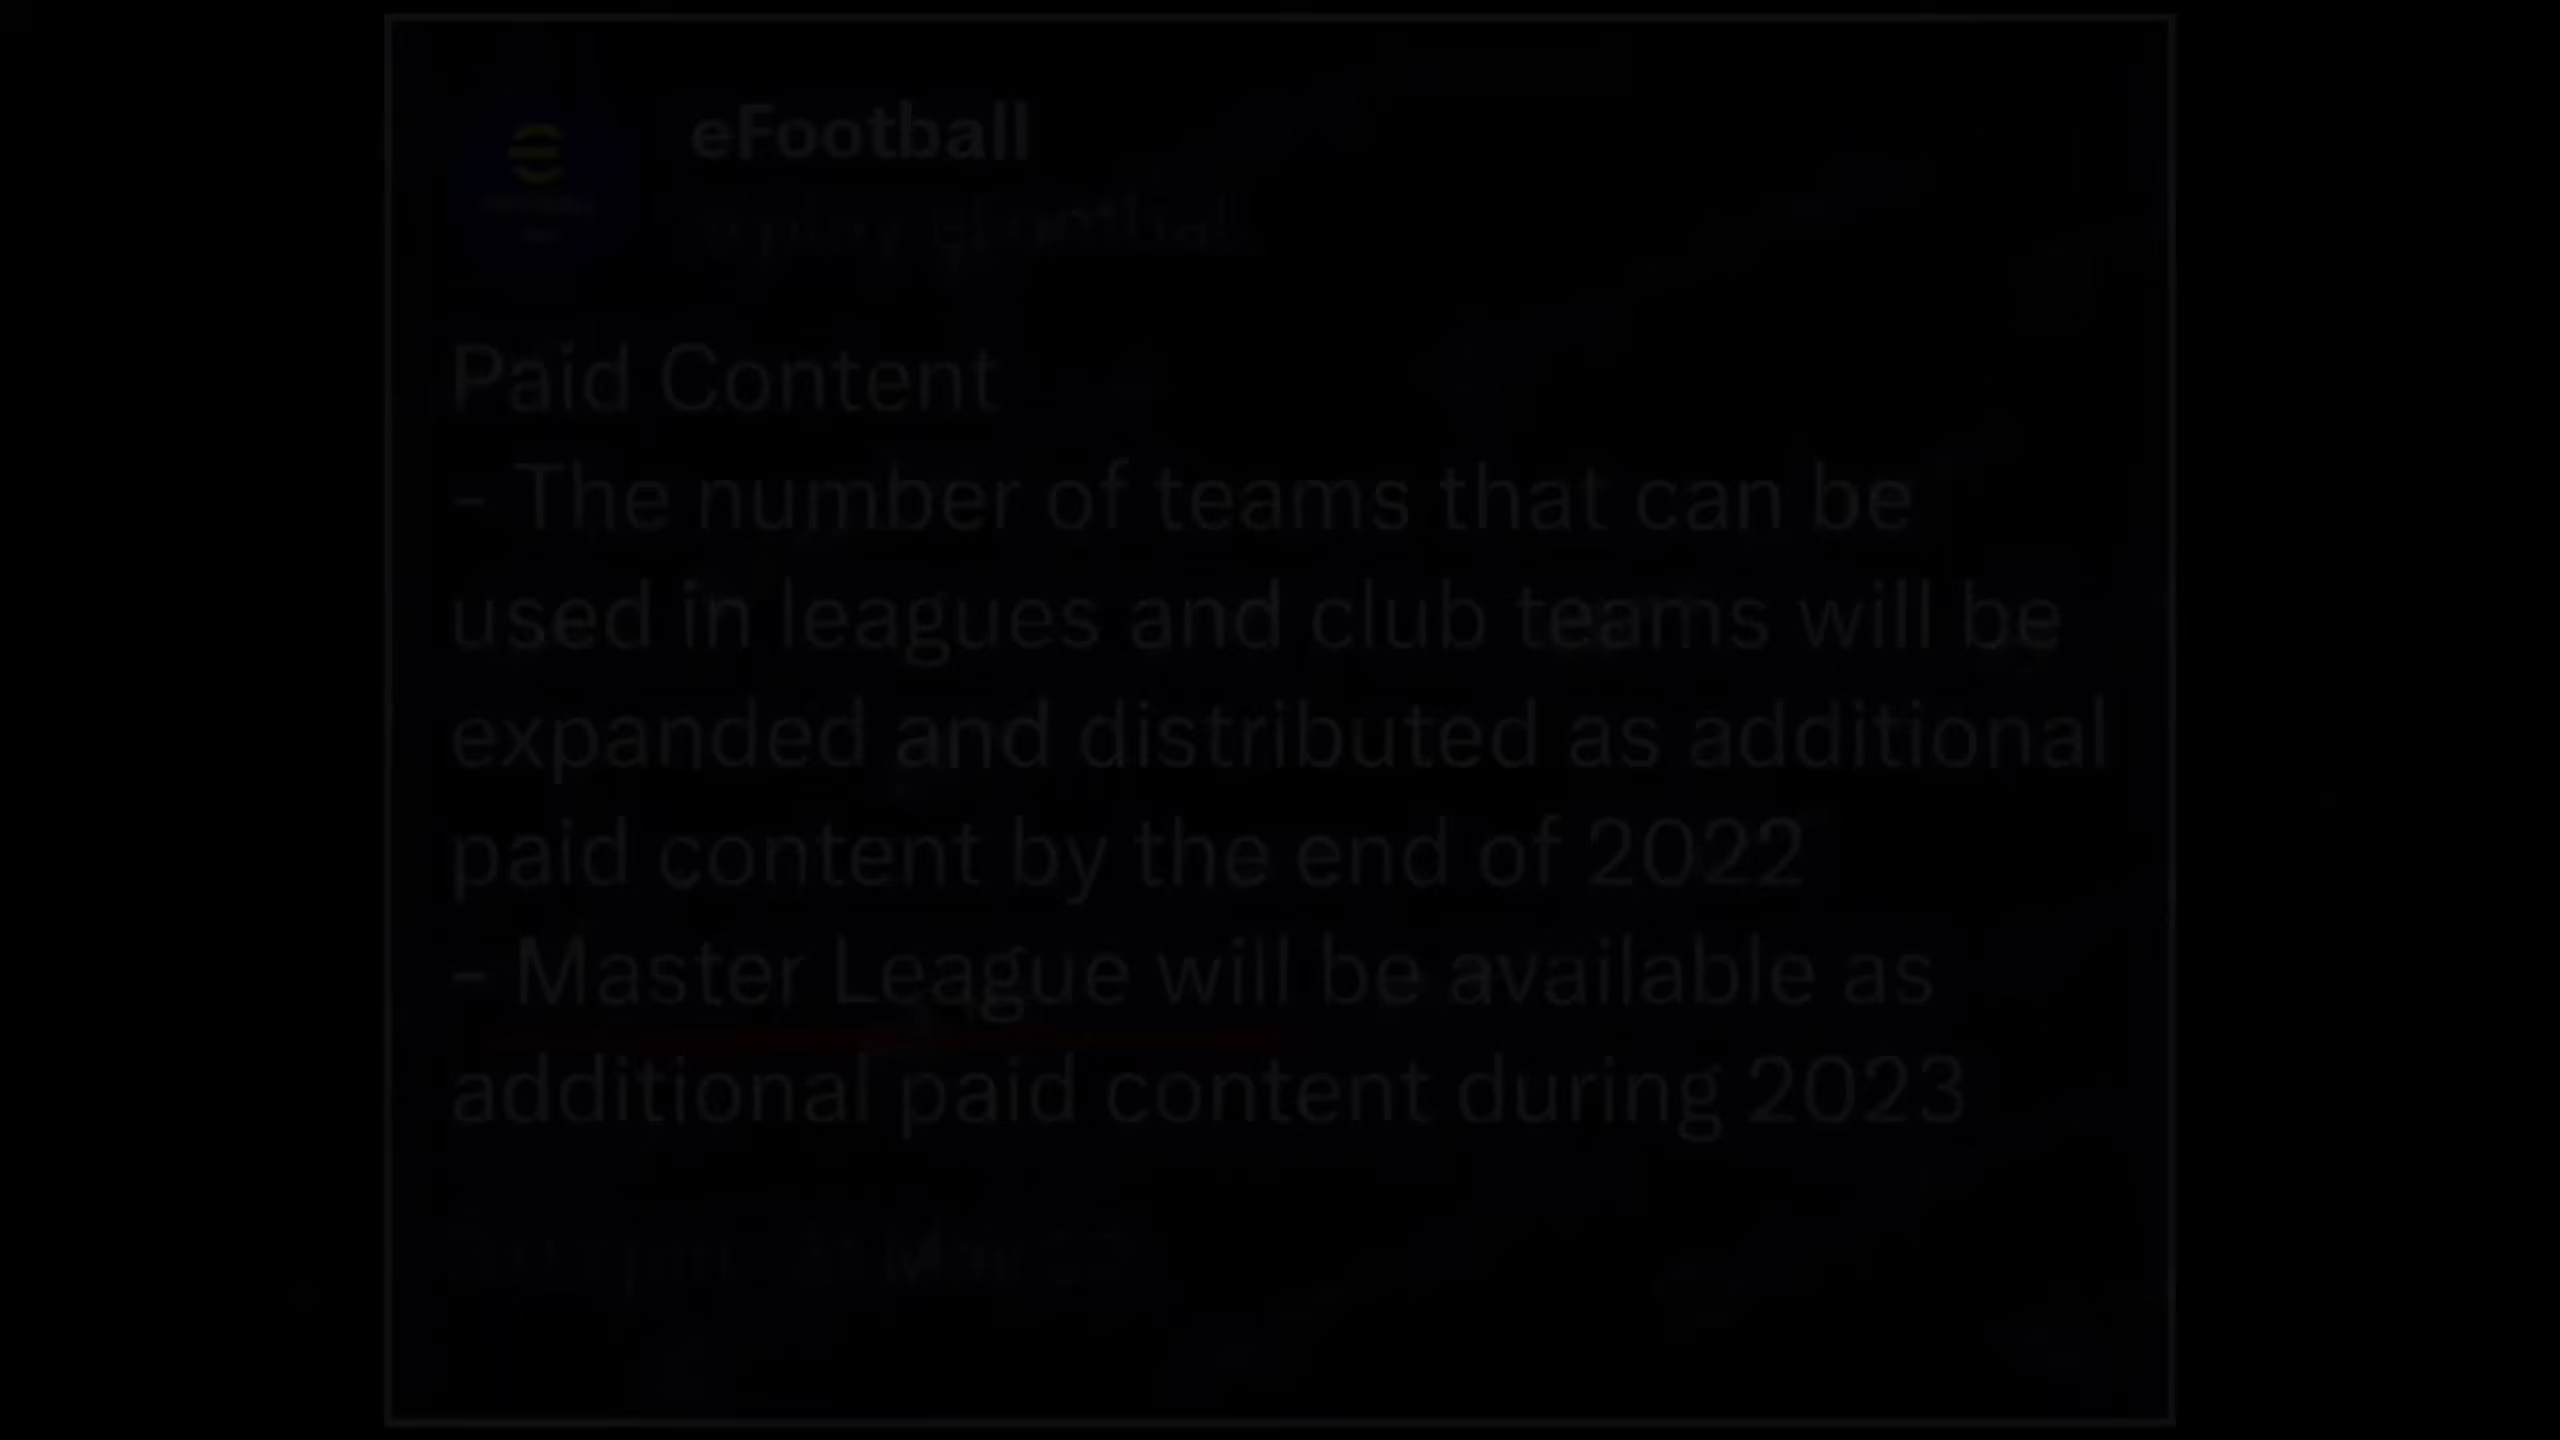 eFootball
@play_eFootball
Paid Content
- The number of teams that can be
used in leagues and club teams will be
expanded and distributed as additional
paid content by the end of 2022
- Master League will be available as
additional paid content during 2023